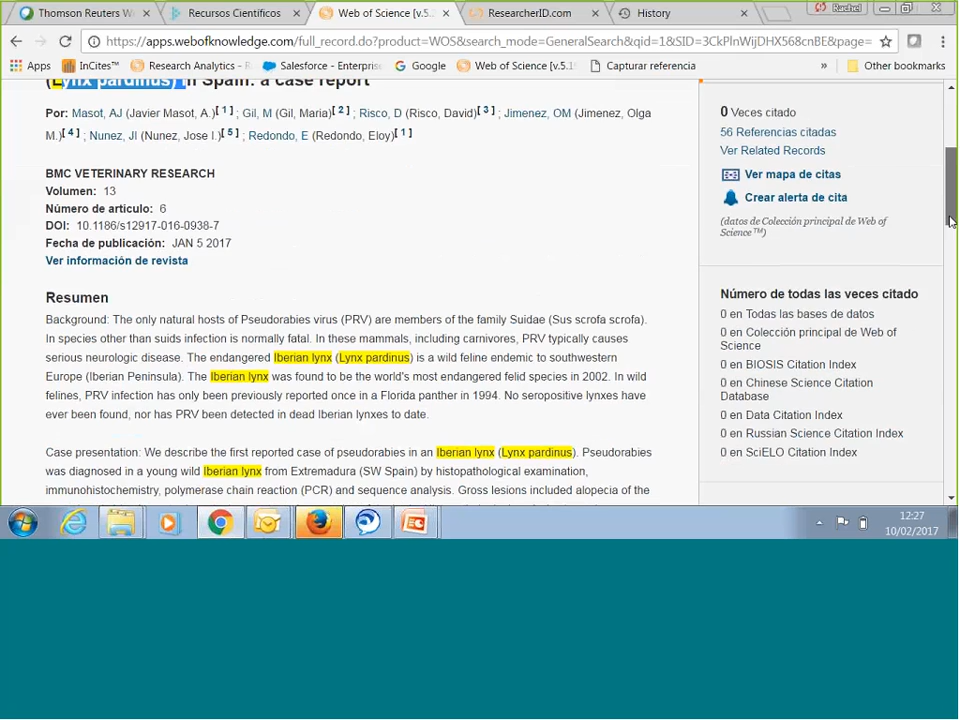 Thomson Reuters W
Recursos Científicos
Web of Science [v.5.
ResearcherID.com
History
Rachel
https://apps.webofknowledge.com/full_record.do?product=WOS&search_mode=GeneralSearch&qid=1&SID=3CkPlnWijDHX568cnBE&page=
Apps
InCites™
Research Analytics -
Salesforce - Enterpris
Google
Web of Science [v.5.1
Capturar referencia
»
Other bookmarks
(Lynx pardinus) in Spain: a case report
Por: Masot, AJ (Javier Masot, A.)[ 1 ] ; Gil, M (Gil, Maria)[ 2 ] ; Risco, D (Risco, David)[ 3 ] ; Jimenez, OM (Jimenez, Olga
M.)[ 4 ] ; Nunez, JI (Nunez, Jose I.)[ 5 ] ; Redondo, E (Redondo, Eloy)[ 1 ]
BMC VETERINARY RESEARCH
Volumen: 13
Número de artículo: 6
DOI: 10.1186/s12917-016-0938-7
Fecha de publicación: JAN 5 2017
Ver información de revista
Resumen
Background: The only natural hosts of Pseudorabies virus (PRV) are members of the family Suidae (Sus scrofa scrofa).
In species other than suids infection is normally fatal. In these mammals, including carnivores, PRV typically causes
serious neurologic disease. The endangered Iberian lynx (Lynx pardinus) is a wild feline endemic to southwestern
Europe (Iberian Peninsula). The Iberian lynx was found to be the world's most endangered felid species in 2002. In wild
felines, PRV infection has only been previously reported once in a Florida panther in 1994. No seropositive lynxes have
ever been found, nor has PRV been detected in dead Iberian lynxes to date.
Case presentation: We describe the first reported case of pseudorabies in an Iberian lynx (Lynx pardinus). Pseudorabies
was diagnosed in a young wild Iberian lynx from Extremadura (SW Spain) by histopathological examination,
immunohistochemistry, polymerase chain reaction (PCR) and sequence analysis. Gross lesions included alopecia of the
0 Veces citado
56 Referencias citadas
Ver Related Records
Ver mapa de citas
Crear alerta de cita
(datos de Colección principal de Web of
Science™)
Número de todas las veces citado
0 en Todas las bases de datos
0 en Colección principal de Web of
Science
0 en BIOSIS Citation Index
0 en Chinese Science Citation
Database
0 en Data Citation Index
0 en Russian Science Citation Index
0 en SciELO Citation Index
12:27
10/02/2017